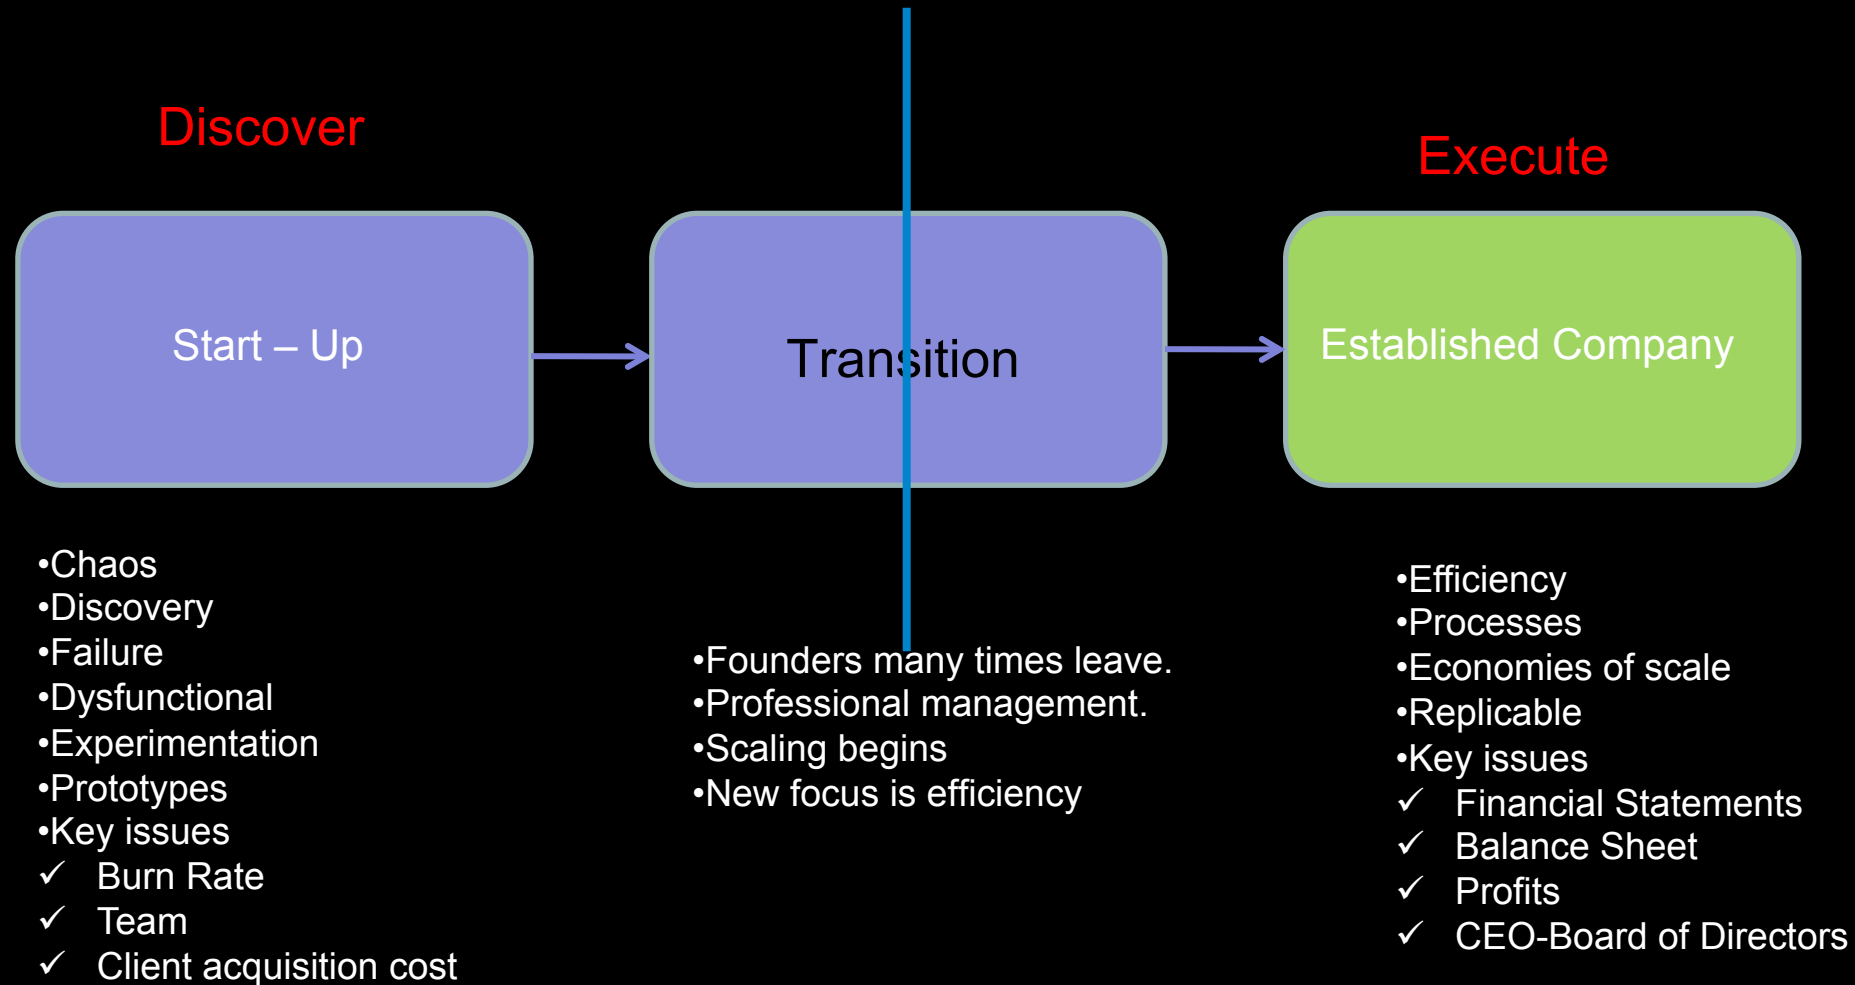 Discover
Execute
Start – Up
Transition
Established Company
•Chaos
•Discovery
•Failure
•Dysfunctional
•Experimentation
•Prototypes
•Key issues
✓ Burn Rate
✓ Team
✓ Client acquisition cost
•Founders many times leave.
•Professional management.
•Scaling begins
•New focus is efficiency
•Efficiency
•Processes
•Economies of scale
•Replicable
•Key issues
✓ Financial Statements
✓ Balance Sheet
✓ Profits
✓ CEO-Board of Directors